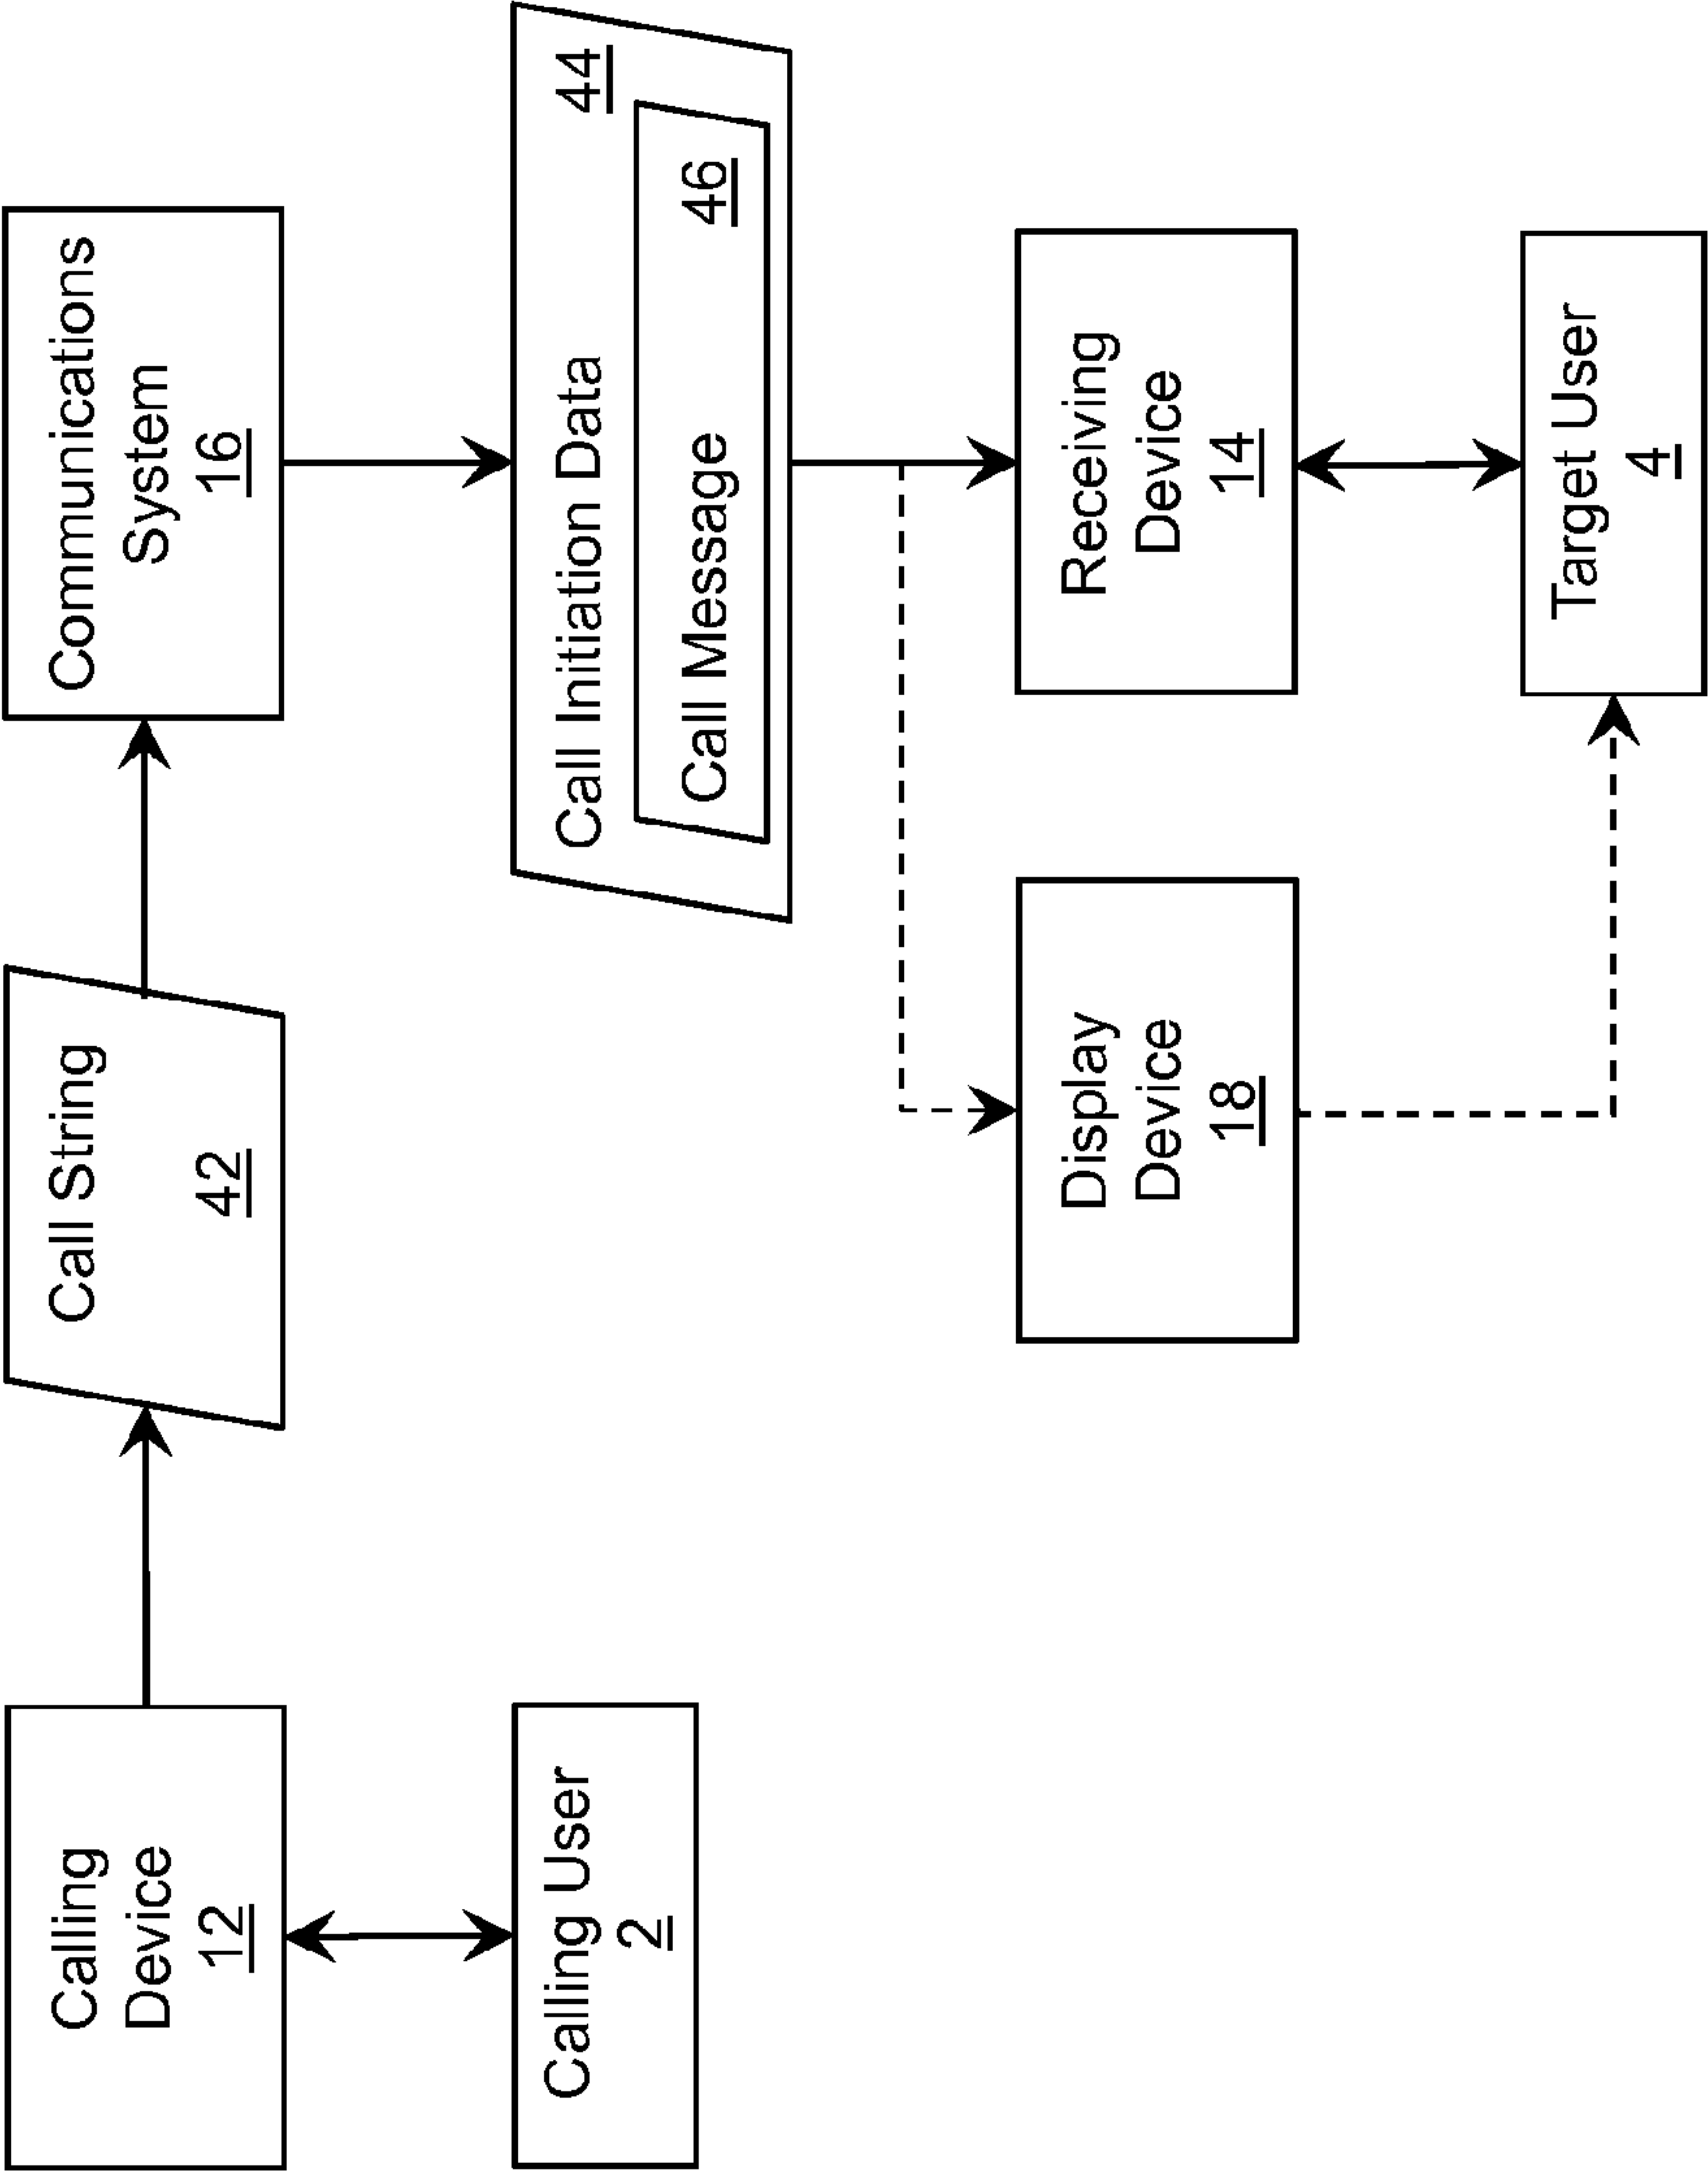 Calling
Device
12
Call String
42
Communications
System
16
Calling User
2
Call Initiation Data 44
Call Message 46
Display
Device
18
Receiving
Device
14
Target User
4